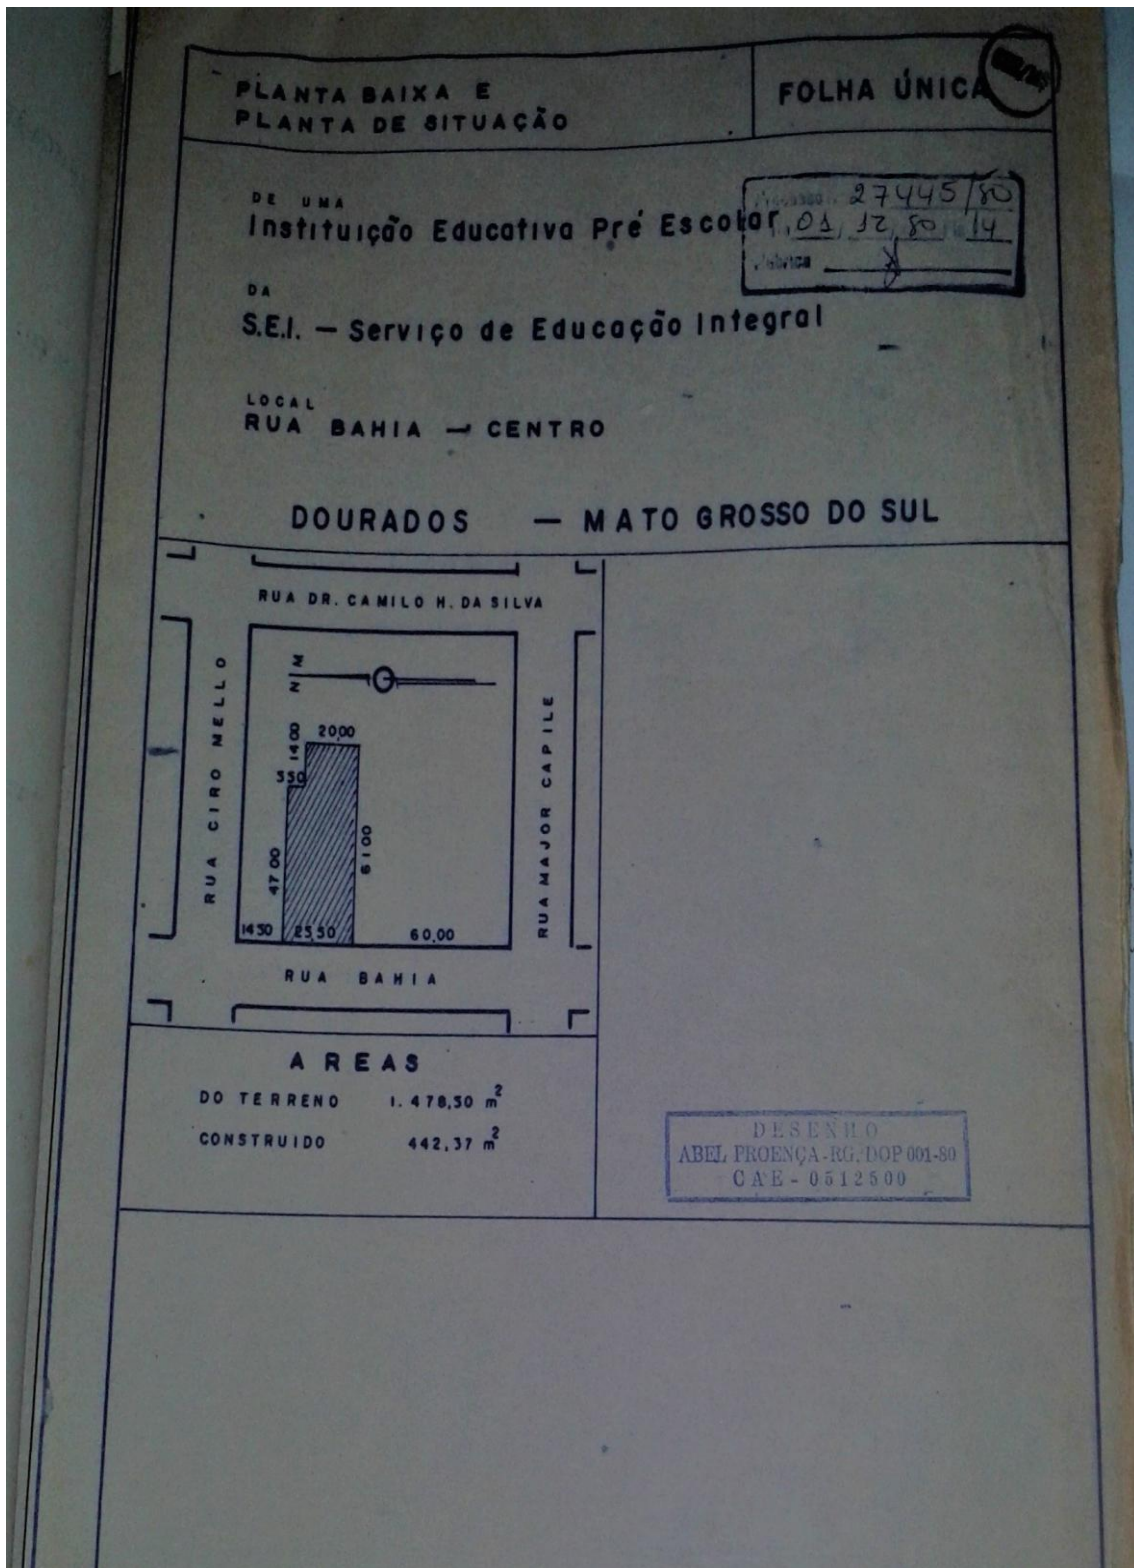 PLANTA BAIXA E
PLANTA DE SITUAÇÃO
FOLHA ÚNICA
27445/80
01 12 80 14
DE UMA
Instituição Educativa Pré Escolar
DA
S.E.I. — Serviço de Educação Integral
LOCAL
RUA BAHIA — CENTRO
DOURADOS — MATO GROSSO DO SUL
RUA DR. CAMILO H. DA SILVA
RUA CIRO MELLO
N M
RUA MAJOR CAPILE
20.00
14.00
3.50
47.00
61.00
14.50 25.50 60,00
RUA BAHIA
AREAS
DO TERRENO 1.478,50 m²
CONSTRUIDO 442,37 m²
DESENHO
ABEL PROENÇA-RG/DOP 001-80
CAE-0512500